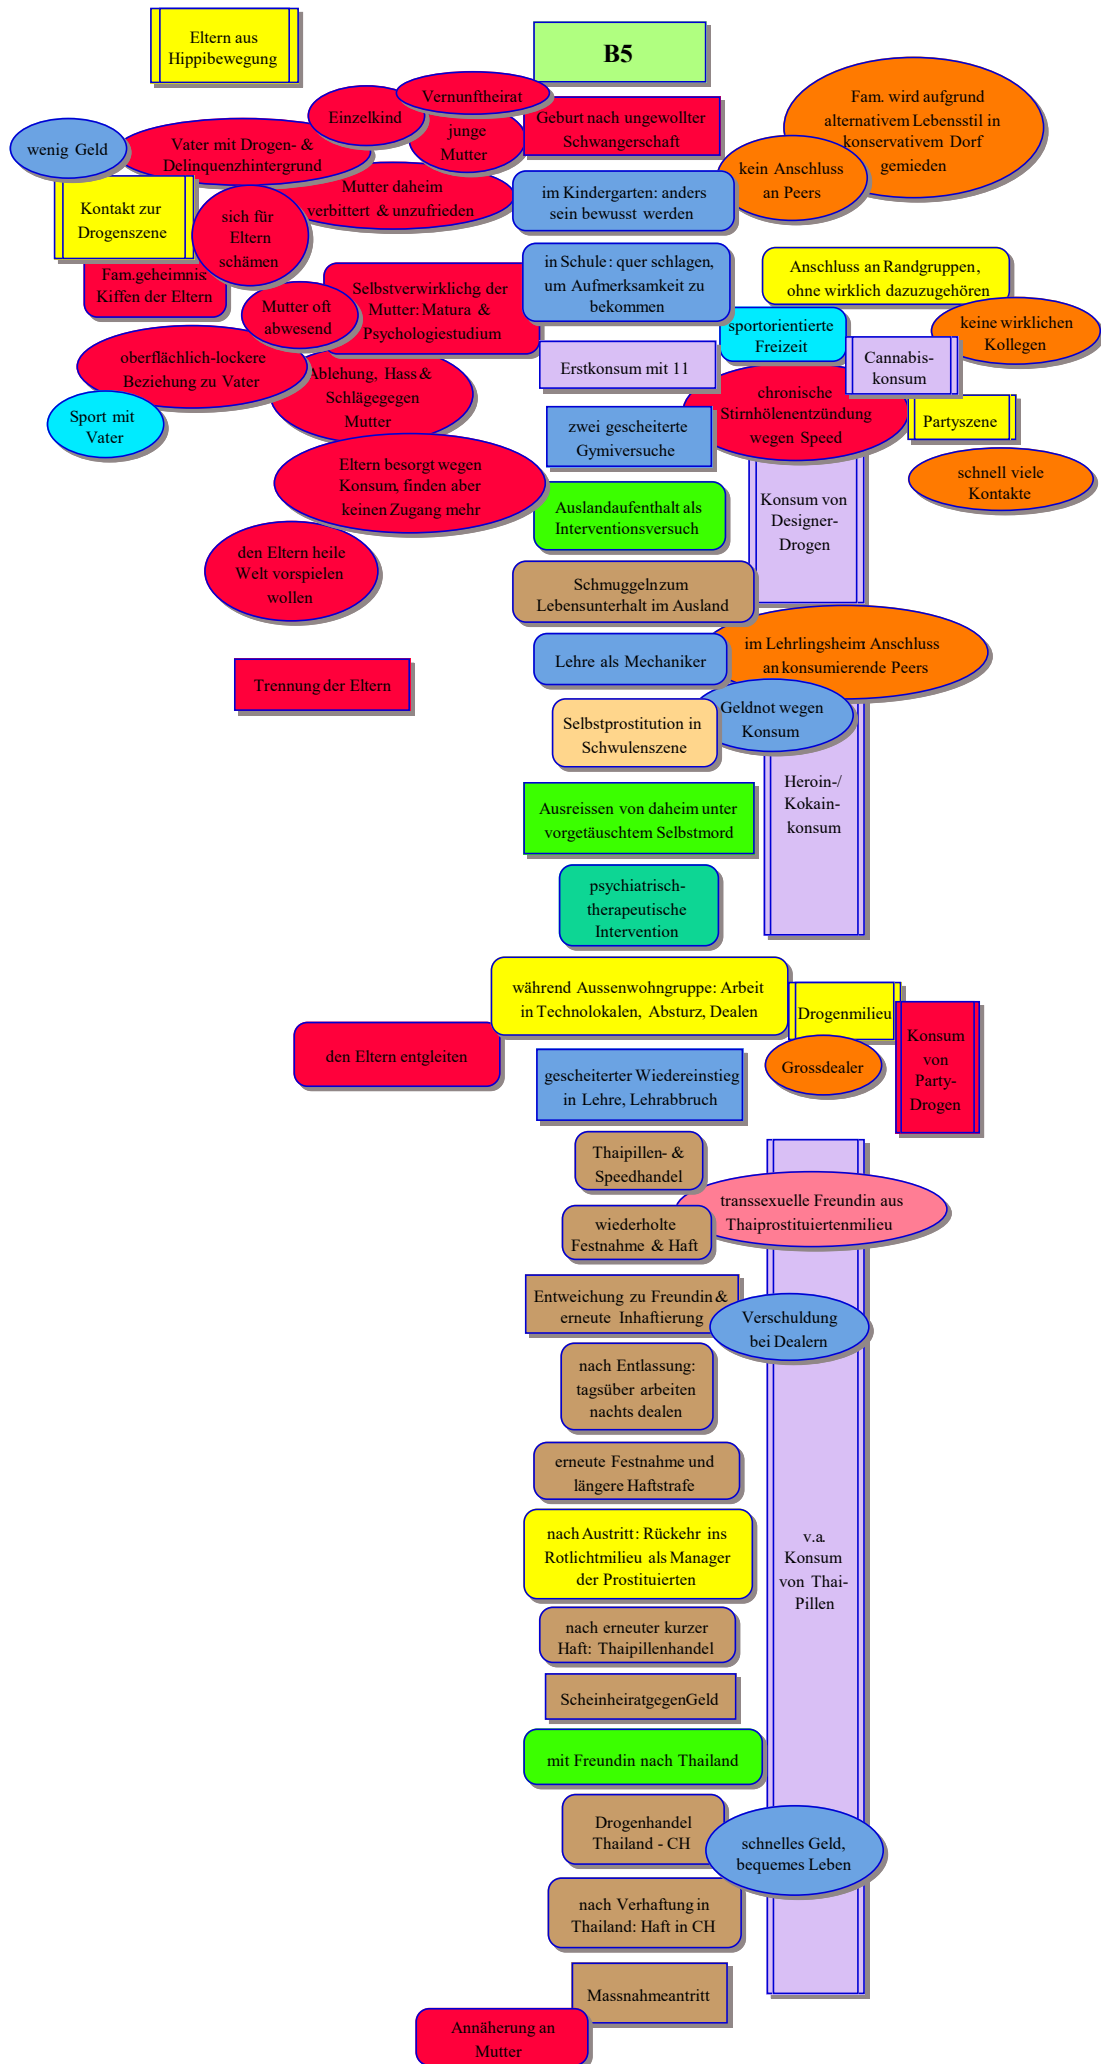 Eltern aus
Hippibewegung
B5
Vernunftheirat
Einzelkind
junge
Mutter
Geburt nach ungewollter
Schwangerschaft
Fam. wird aufgrund
alternativem Lebensstil in
konservativem Dorf
gemieden
wenig Geld
Vater mit Drogen- &
Delinquenzhintergrund
kein Anschluss
an Peers
Mutter daheim
verbittert & unzufrieden
im Kindergarten: anders
sein bewusst werden
Kontakt zur
Drogenszene
sich für
Eltern
schämen
Fam.geheimnis
Kiffen der Eltern
Mutter oft
abwesend
Selbstverwirklichg der
Mutter: Matura &
Psychologiestudium
in Schule: quer schlagen,
um Aufmerksamkeit zu
bekommen
Anschluss an Randgruppen,
ohne wirklich dazuzugehören
sportorientierte
Freizeit
keine wirklichen
Kollegen
oberflächlich-lockere
Beziehung zu Vater
Erstkonsum mit 11
Cannabis-
konsum
Ablehung, Hass &
Schlägegegen
Mutter
chronische
Stirnhölenentzündung
wegen Speed
Sport mit
Vater
zwei gescheiterte
Gymiversuche
Partyszene
Eltern besorgt wegen
Konsum, finden aber
keinen Zugang mehr
schnell viele
Kontakte
Auslandaufenthalt als
Interventionsversuch
Konsum von
Designer-
Drogen
den Eltern heile
Welt vorspielen
wollen
Schmuggeln zum
Lebensunterhalt im Ausland
Lehre als Mechaniker
im Lehrlingsheim: Anschluss
an konsumierende Peers
Trennung der Eltern
Selbstprostitution in
Schwulenszene
Geldnot wegen
Konsum
Heroin-/
Kokain-
konsum
Ausreissen von daheim unter
vorgetäuschtem Selbstmord
psychiatrisch-
therapeutische
Intervention
während Aussenwohngruppe: Arbeit
in Technolokalen, Absturz, Dealen
Drogenmilieu
den Eltern entgleiten
Grossdealer
Konsum
von
Party-
Drogen
gescheiterter Wiedereinstieg
in Lehre, Lehrabbruch
Thaipillen- &
Speedhandel
transsexuelle Freundin aus
Thaiprostituiertenmilieu
wiederholte
Festnahme & Haft
Entweichung zu Freundin &
erneute Inhaftierung
Verschuldung
bei Dealern
nach Entlassung:
tagsüber arbeiten
nachts dealen
erneute Festnahme und
längere Haftstrafe
nach Austritt: Rückehr ins
Rotlichtmilieu als Manager
der Prostituierten
v.a.
Konsum
von Thai-
Pillen
nach erneuter kurzer
Haft: Thaipillenhandel
Scheinheirat gegen Geld
mit Freundin nach Thailand
Drogenhandel
Thailand - CH
schnelles Geld,
bequemes Leben
nach Verhaftung in
Thailand: Haft in CH
Massnahmeantritt
Annäherung an
Mutter